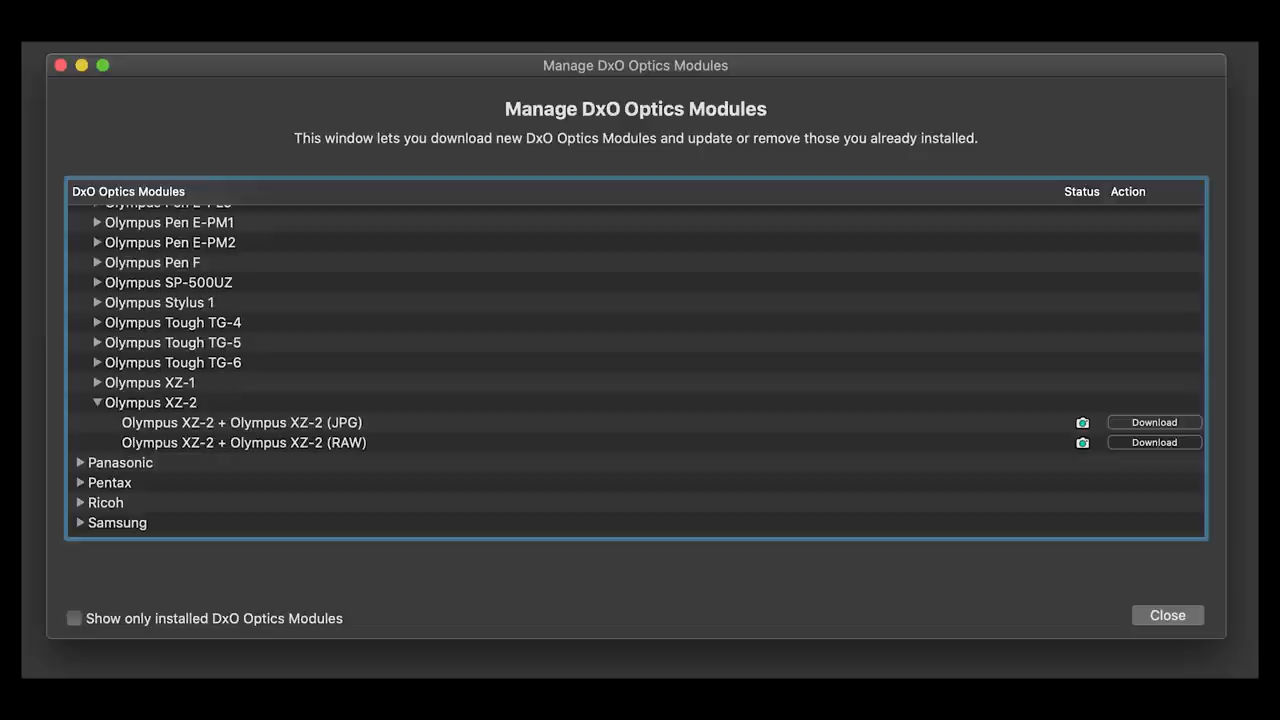 Manage DxO Optics Modules
Manage DxO Optics Modules
This window lets you download new DxO Optics Modules and update or remove those you already installed.
DxO Optics Modules Status Action
Olympus Pen E-PM1
Olympus Pen E-PM2
Olympus Pen F
Olympus SP-500UZ
Olympus Stylus 1
Olympus Tough TG-4
Olympus Tough TG-5
Olympus Tough TG-6
Olympus XZ-1
Olympus XZ-2
Olympus XZ-2 + Olympus XZ-2 (JPG) Download
Olympus XZ-2 + Olympus XZ-2 (RAW) Download
Panasonic
Pentax
Ricoh
Samsung
Show only installed DxO Optics Modules Close